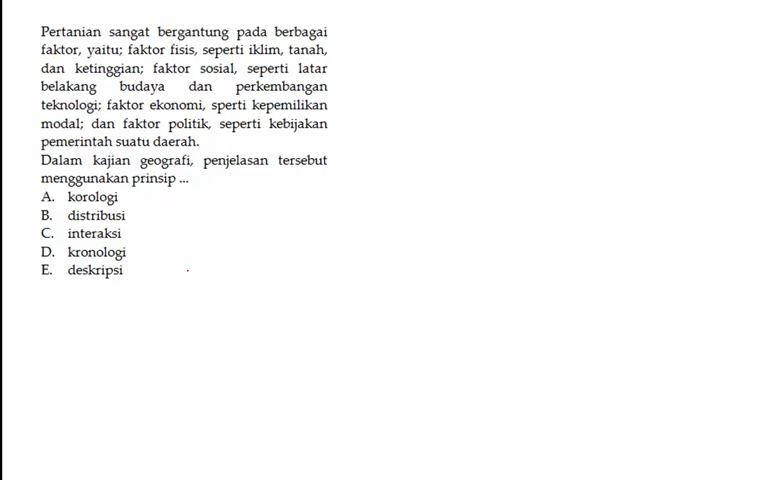 Pertanian sangat bergantung pada berbagai
faktor, yaitu; faktor fisis, seperti iklim, tanah,
dan ketinggian; faktor sosial, seperti latar
belakang budaya dan perkembangan
teknologi; faktor ekonomi, sperti kepemilikan
modal; dan faktor politik, seperti kebijakan
pemerintah suatu daerah.
Dalam kajian geografi, penjelasan tersebut
menggunakan prinsip ...
A. korologi
B. distribusi
C. interaksi
D. kronologi
E. deskripsi